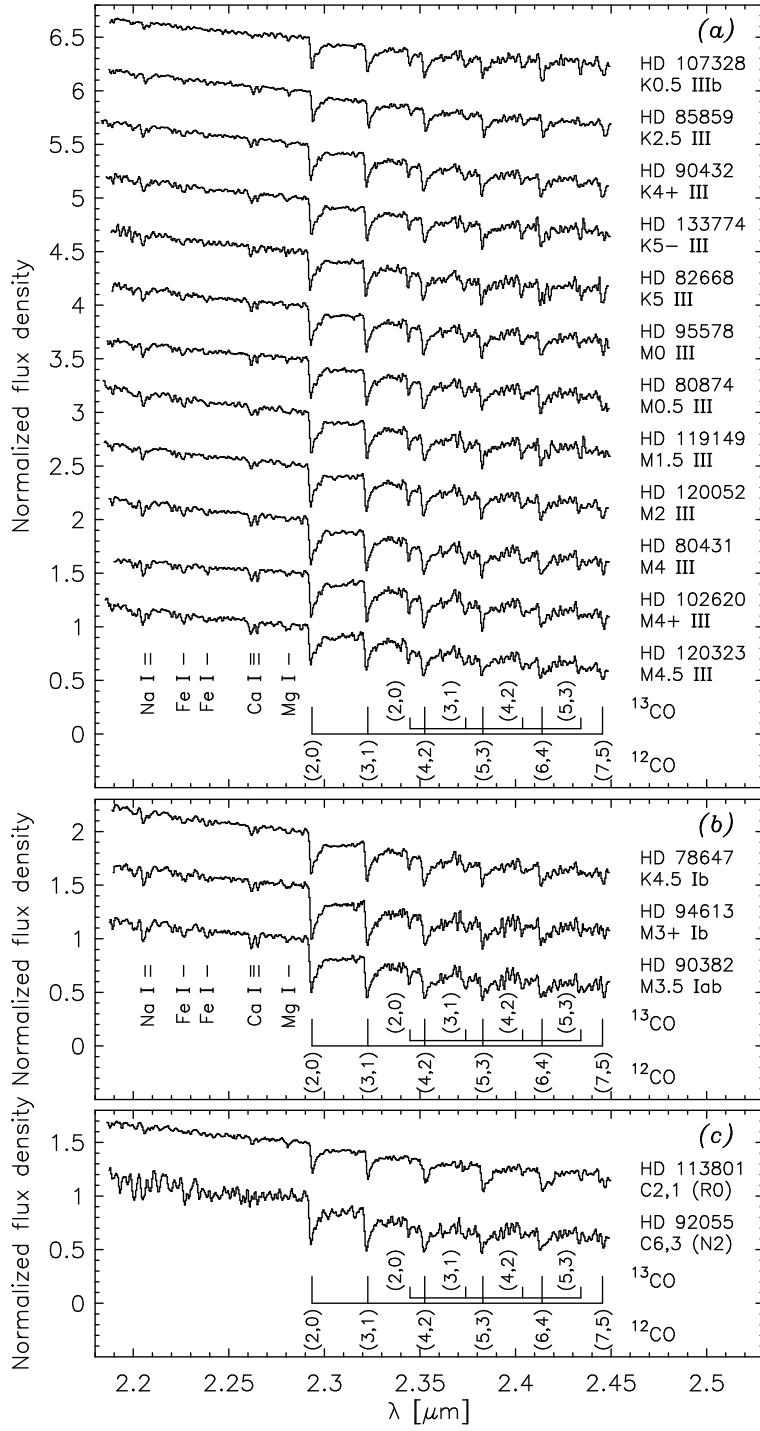 (a)
Normalized flux density
6.5
6
5.5
5
4.5
4
3.5
3
2.5
2
1.5
1
0.5
0
HD 107328
K0.5 IIIb
HD 85859
K2.5 III
HD 90432
K4+ III
HD 133774
K5− III
HD 82668
K5 III
HD 95578
M0 III
HD 80874
M0.5 III
HD 119149
M1.5 III
HD 120052
M2 III
HD 80431
M4 III
HD 102620
M4+ III
HD 120323
M4.5 III
Na I =
Fe I −
Fe I −
Ca I ≡=
Mg I −
(2,0) (3,1) (4,2) (5,3)
13CO
(2,0) (3,1) (4,2) (5,3) (6,4) (7,5)
12CO
(b)
Normalized flux density
2
1.5
1
0.5
0
HD 78647
K4.5 Ib
HD 94613
M3+ Ib
HD 90382
M3.5 Iab
Na I =
Fe I −
Fe I −
Ca I ≡=
Mg I −
(2,0) (3,1) (4,2) (5,3)
13CO
(2,0) (3,1) (4,2) (5,3) (6,4) (7,5)
12CO
(c)
Normalized flux density
1.5
1
0.5
0
HD 113801
C2,1 (R0)
HD 92055
C6,3 (N2)
(2,0) (3,1) (4,2) (5,3)
13CO
(2,0) (3,1) (4,2) (5,3) (6,4) (7,5)
12CO
2.2 2.25 2.3 2.35 2.4 2.45 2.5
λ [μm]